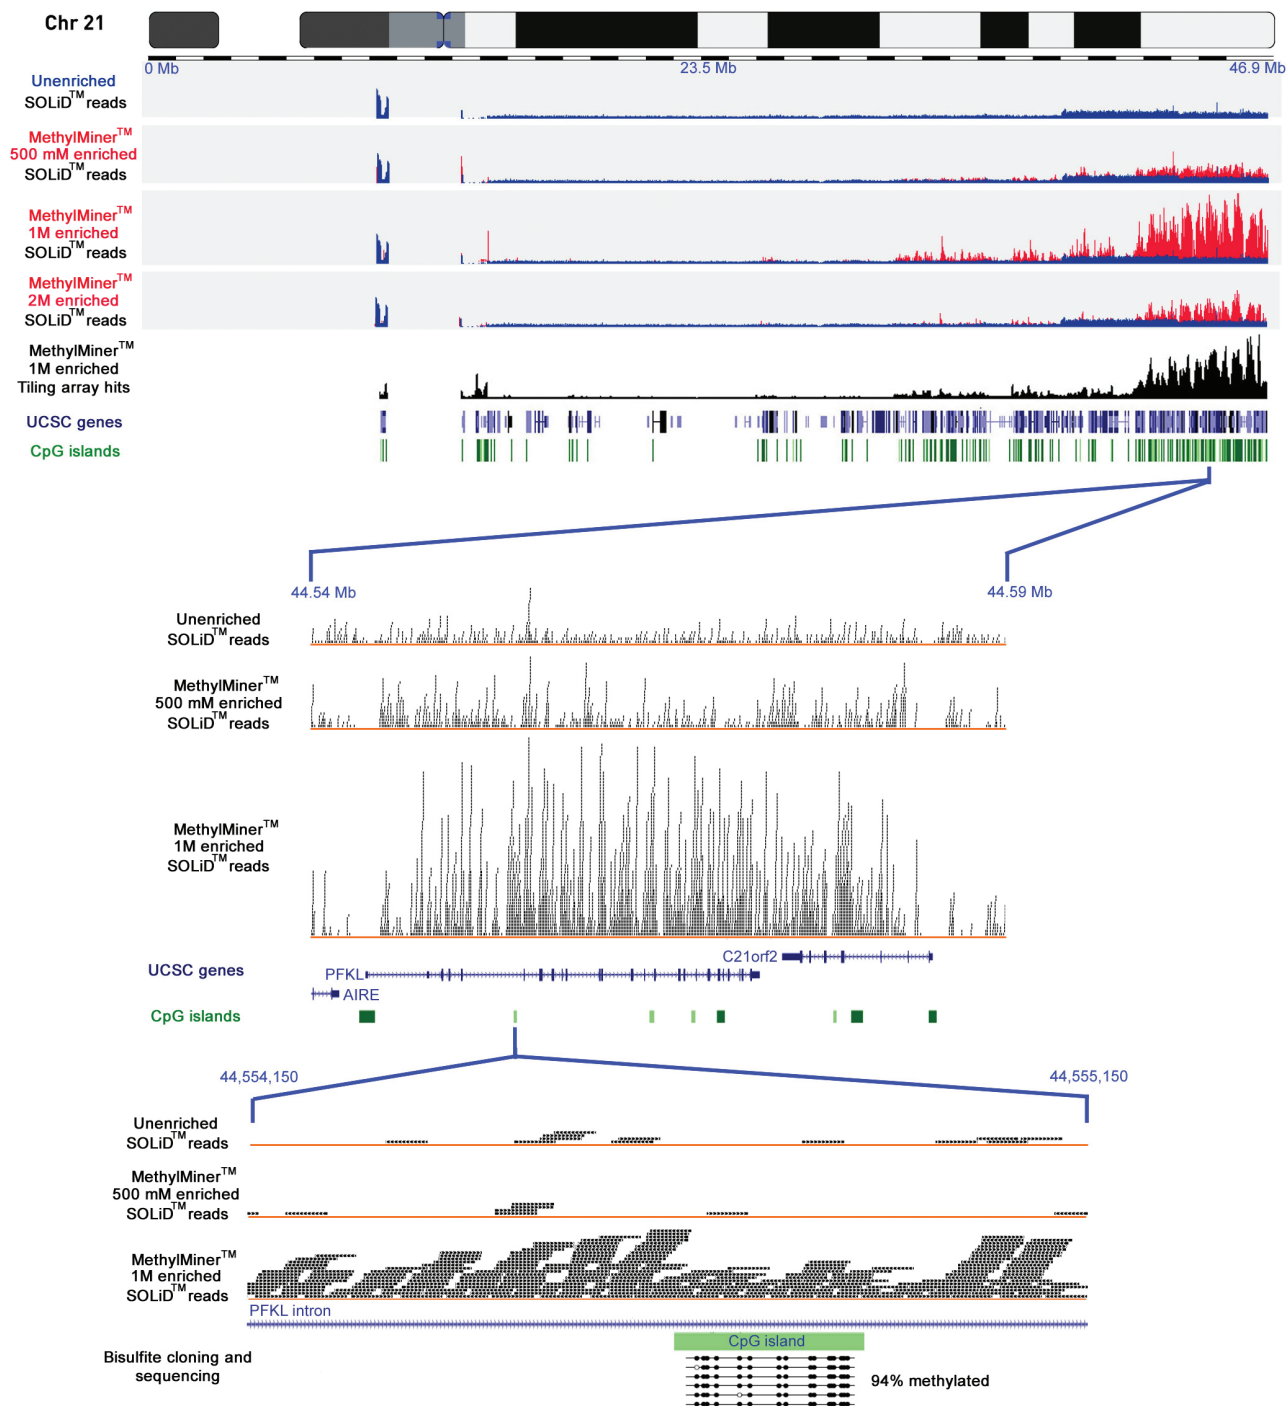 Chr 21
0 Mb 23.5 Mb 46.9 Mb
Unenriched
SOLiD™ reads
MethylMiner™
500 mM enriched
SOLiD™ reads
MethylMiner™
1M enriched
SOLiD™ reads
MethylMiner™
2M enriched
SOLiD™ reads
MethylMiner™
1M enriched
Tiling array hits
UCSC genes
CpG islands
44.54 Mb 44.59 Mb
Unenriched
SOLiD™ reads
MethylMiner™
500 mM enriched
SOLiD™ reads
MethylMiner™
1M enriched
SOLiD™ reads
C21orf2
UCSC genes
PFKL
AIRE
CpG islands
44,554,150 44,555,150
Unenriched
SOLiD™ reads
MethylMiner™
500 mM enriched
SOLiD™ reads
MethylMiner™
1M enriched
SOLiD™ reads
PFKL intron
CpG island
Bisulfite cloning and
sequencing
94% methylated